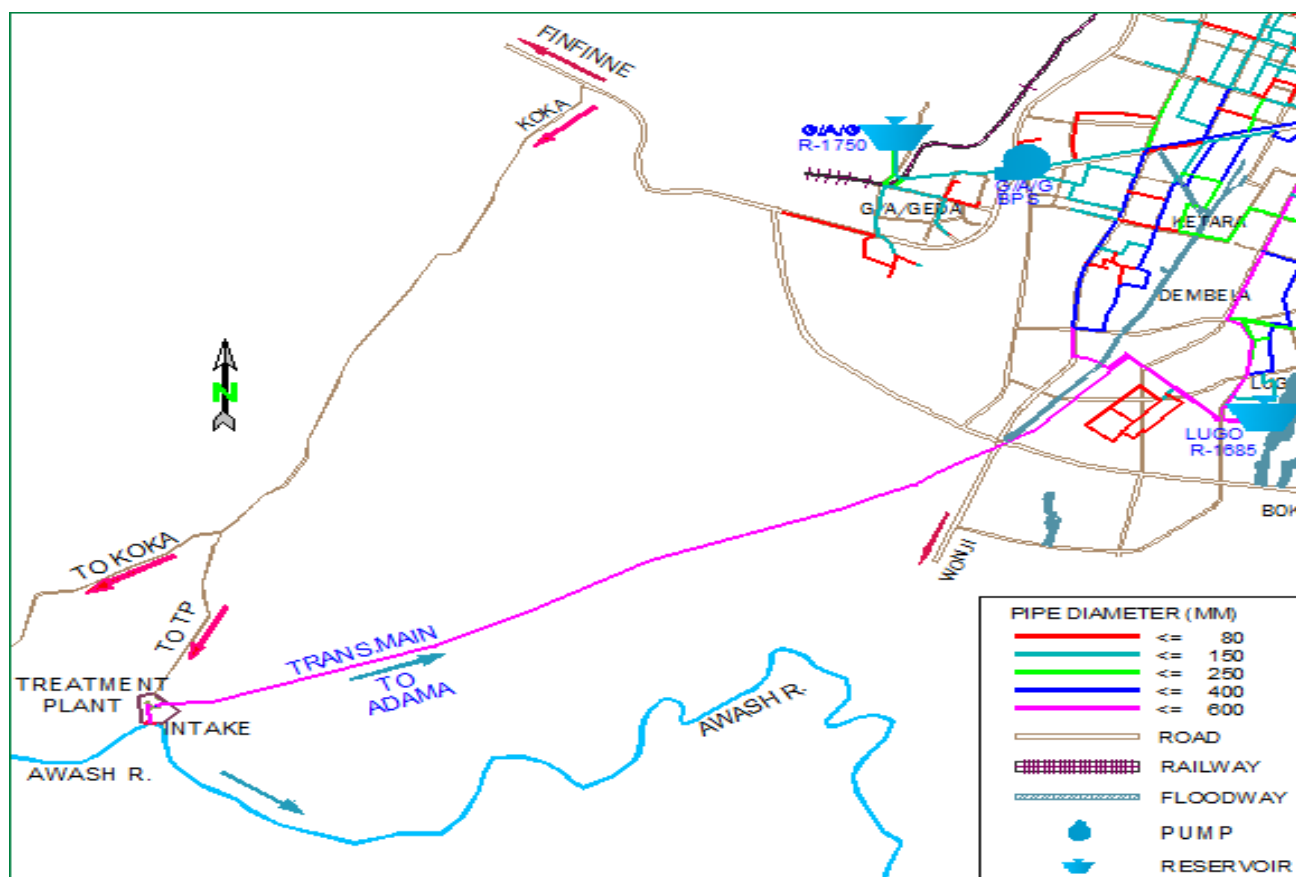 FINFINNE
KOKA
G/A/G
R-1750
G/A/G
BPS
G/A/GEDA
KETARA
DEMBELA
LUG
LUGO
R-1685
BOK
WONJI
TO KOKA
TO TP
TRANS.MAIN
TO
ADAMA
TREATMENT
PLANT
INTAKE
AWASH R.
AWASH R.
N
PIPE DIAMETER (MM)
<= 80
<= 150
<= 250
<= 400
<= 600
ROAD
RAILWAY
FLOODWAY
PUMP
RESERVOIR